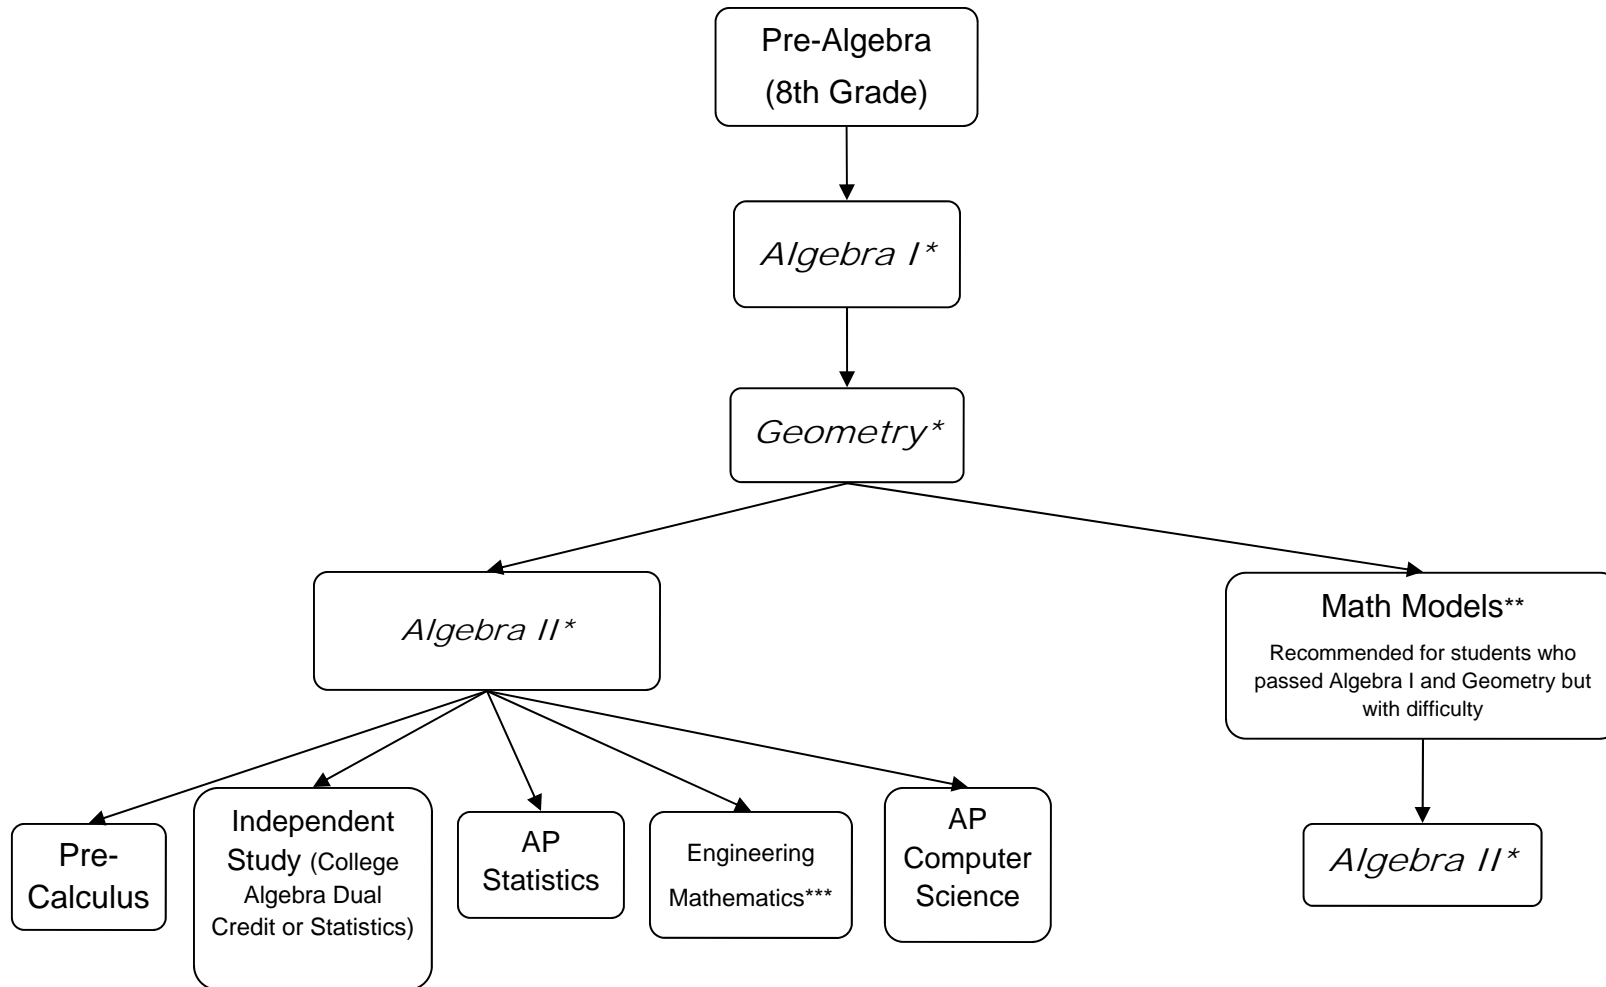 Pre-Algebra
(8th Grade)
Algebra I*
Geometry*
Algebra II*
Math Models**
Recommended for students who
passed Algebra I and Geometry but
with difficulty
Pre-
Calculus
Independent
Study (College
Algebra Dual
Credit or Statistics)
AP
Statistics
Engineering
Mathematics***
AP
Computer
Science
Algebra II*